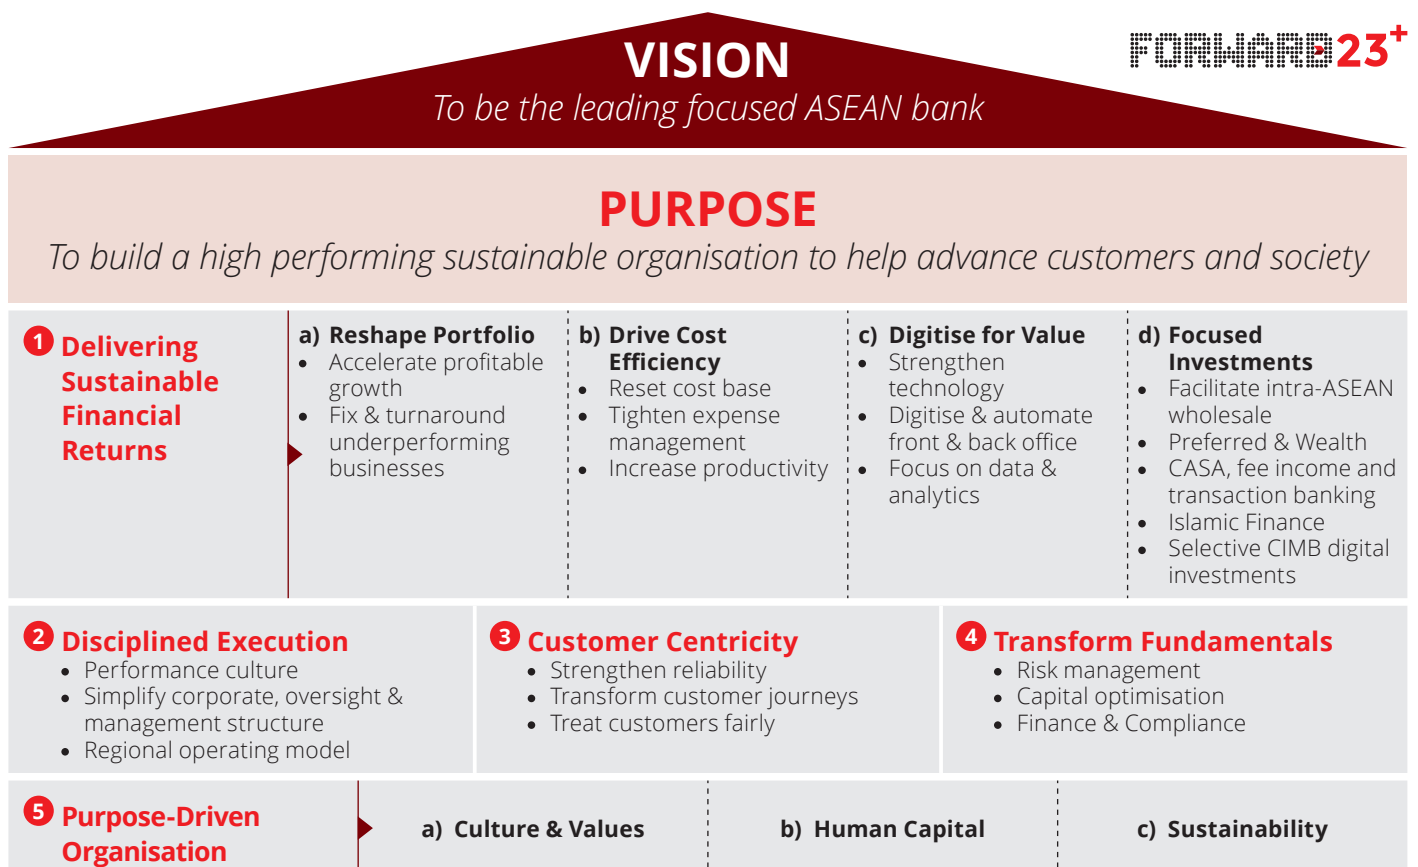 VISION
To be the leading focused ASEAN bank
FORWARD23+
PURPOSE
To build a high performing sustainable organisation to help advance customers and society
1 Delivering
Sustainable
Financial
Returns
a) Reshape Portfolio
• Accelerate profitable
growth
• Fix & turnaround
underperforming
businesses
b) Drive Cost
Efficiency
• Reset cost base
• Tighten expense
management
• Increase productivity
c) Digitise for Value
• Strengthen
technology
• Digitise & automate
front & back office
• Focus on data &
analytics
d) Focused
Investments
• Facilitate intra-ASEAN
wholesale
• Preferred & Wealth
• CASA, fee income and
transaction banking
• Islamic Finance
• Selective CIMB digital
investments
2 Disciplined Execution
• Performance culture
• Simplify corporate, oversight &
management structure
• Regional operating model
3 Customer Centricity
• Strengthen reliability
• Transform customer journeys
• Treat customers fairly
4 Transform Fundamentals
• Risk management
• Capital optimisation
• Finance & Compliance
5 Purpose-Driven
Organisation
a) Culture & Values
b) Human Capital
c) Sustainability